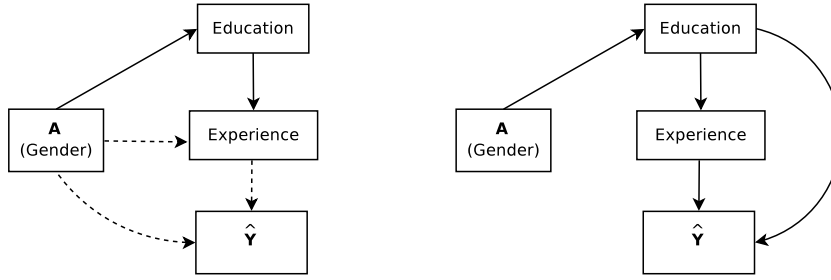 Education
A
(Gender)
Experience
Ŷ
Education
A
(Gender)
Experience
Ŷ